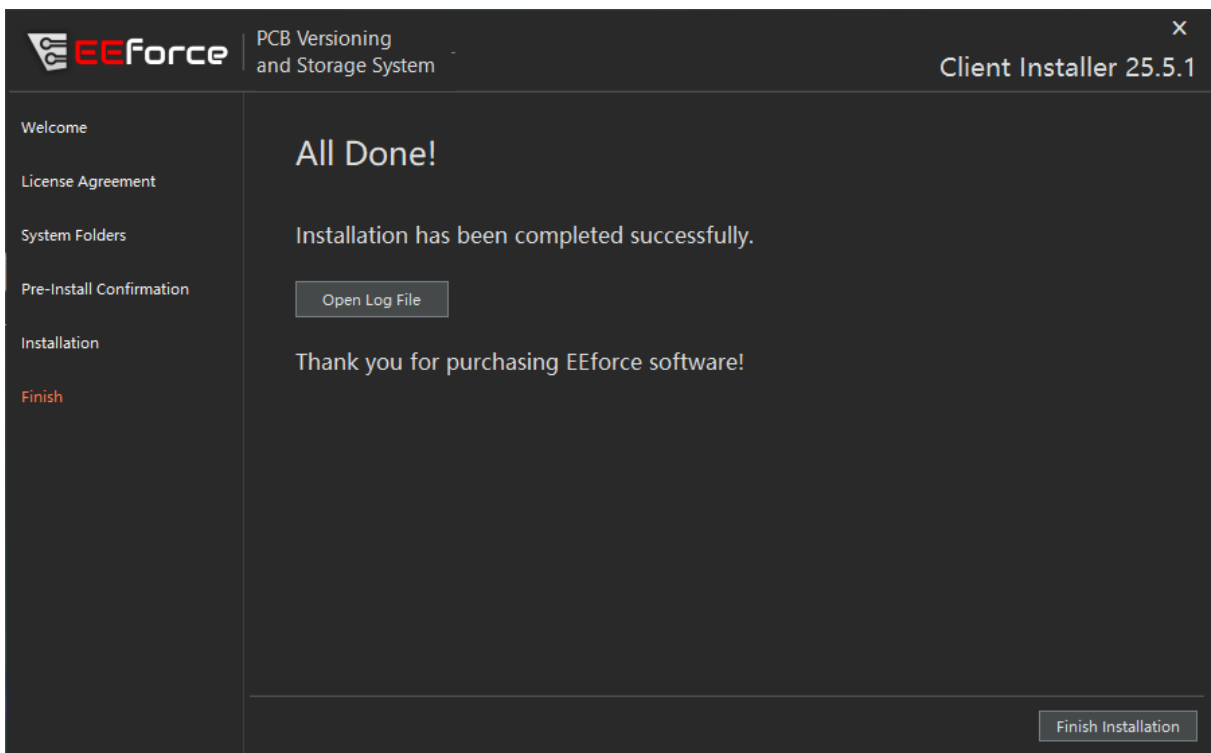 EEforce
PCB Versioning
and Storage System
X
Client Installer 25.5.1
Welcome
License Agreement
System Folders
Pre-Install Confirmation
Installation
Finish
All Done!
Installation has been completed successfully.
Open Log File
Thank you for purchasing EEforce software!
Finish Installation